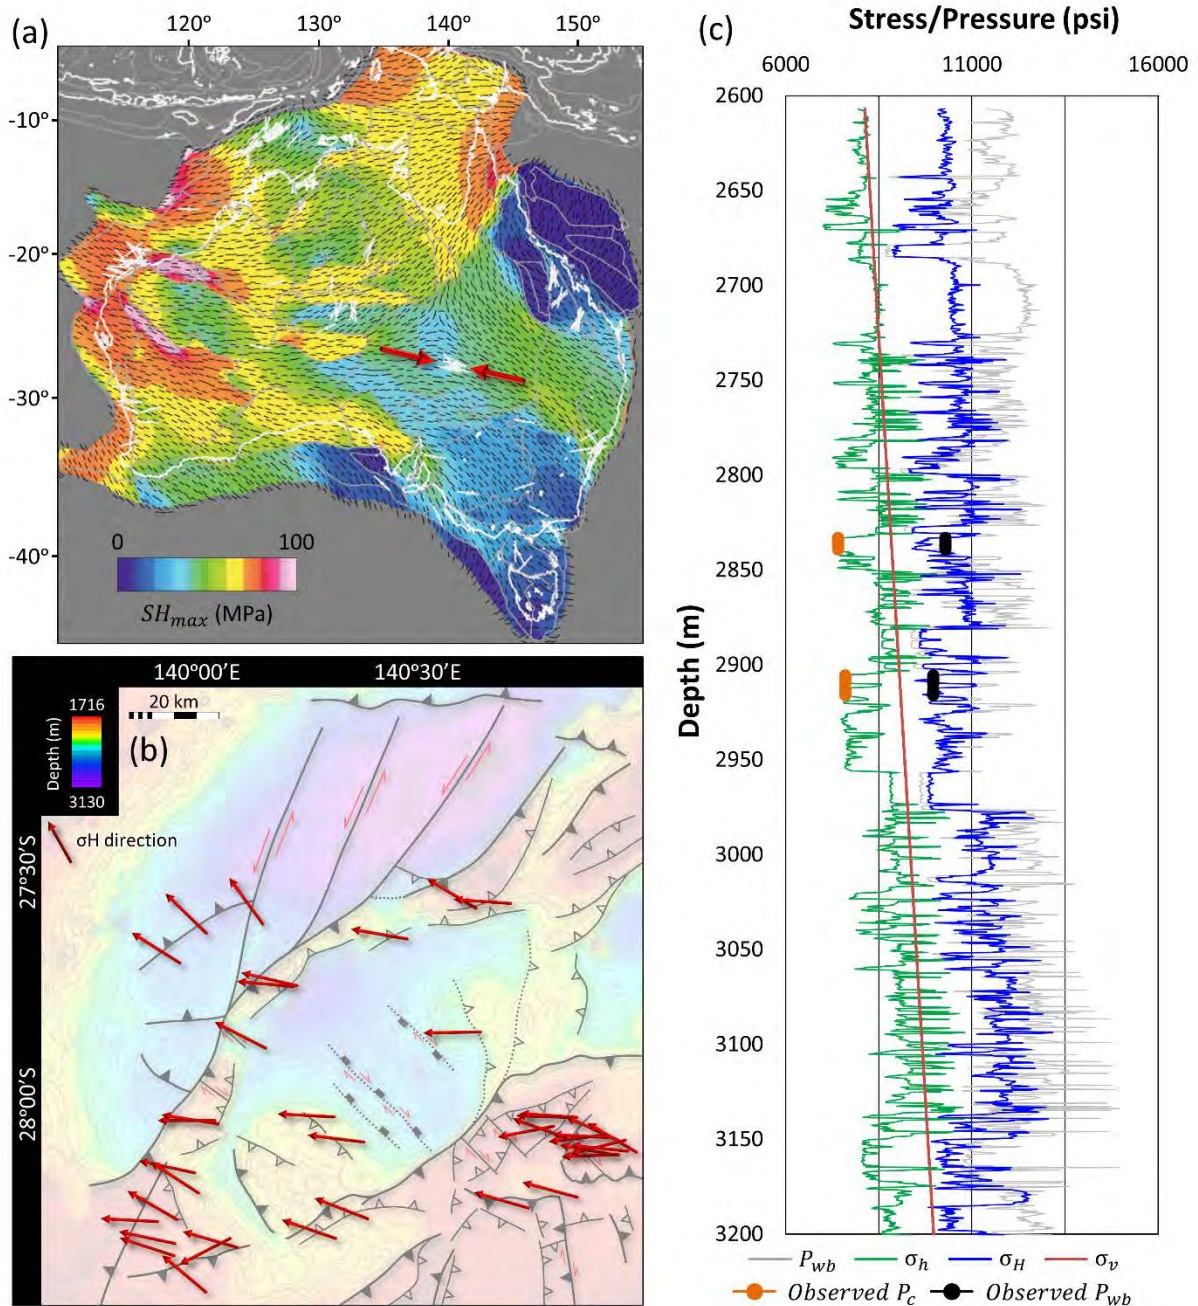 (a)
120° 130° 140° 150°
-10°
-20°
-30°
-40°
0 100
SHmax (MPa)
140°00'E 140°30'E
1716
Depth (m)
3130
20 km
(b)
σH direction
27°30'S
28°00'S
(c)
Stress/Pressure (psi)
6000 11000 16000
Depth (m)
2600
2650
2700
2750
2800
2850
2900
2950
3000
3050
3100
3150
3200
Pwb σh σH σv
Observed Pc Observed Pwb